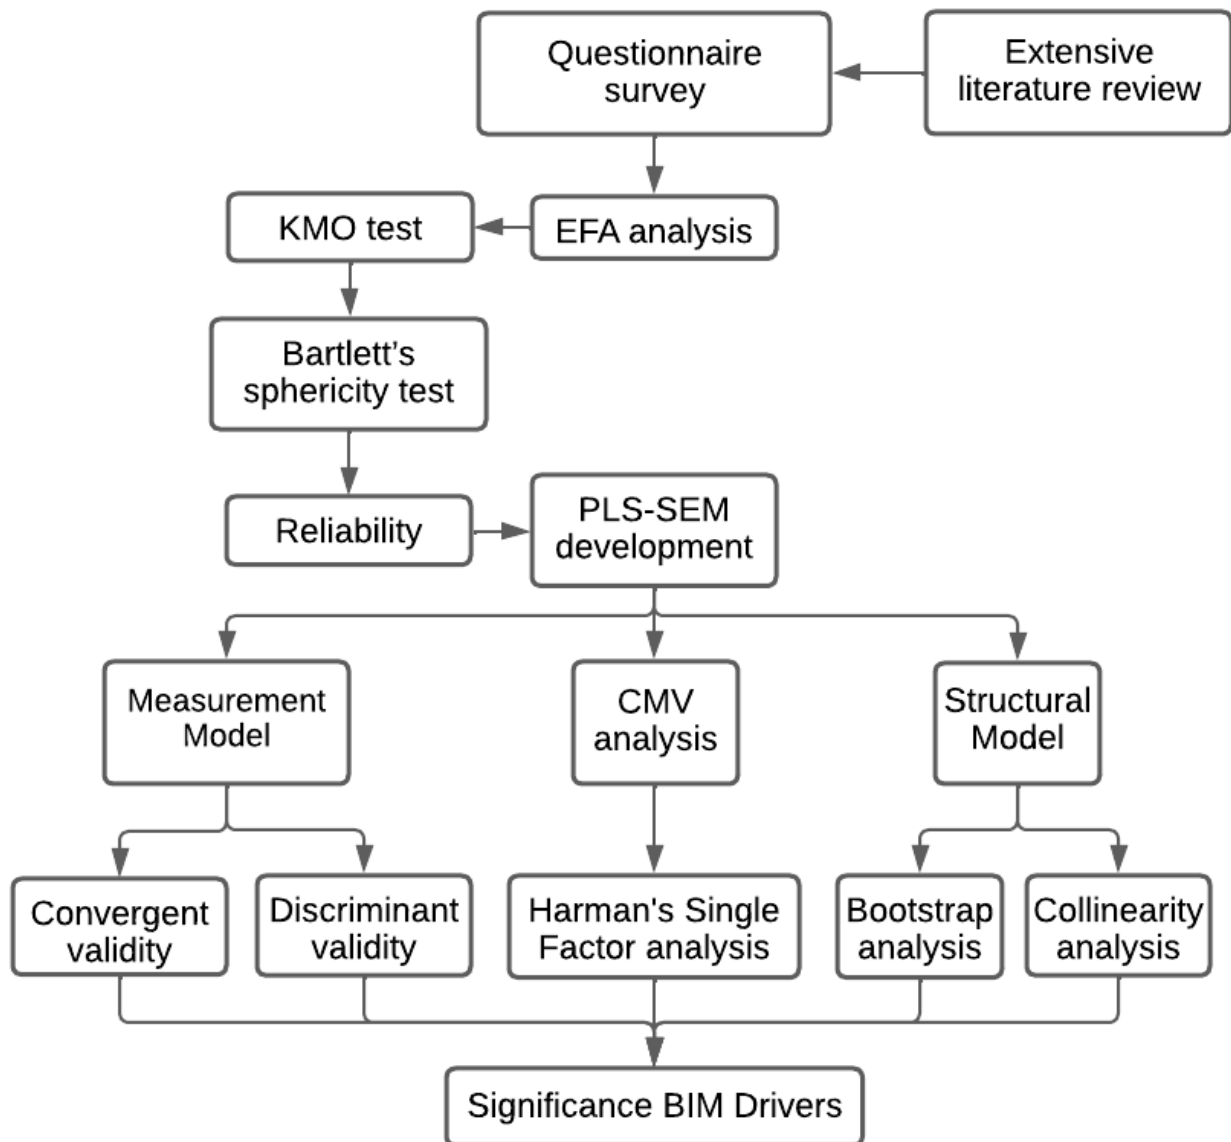 Questionnaire
survey
Extensive
literature review
KMO test
EFA analysis
Bartlett’s
sphericity test
Reliability
PLS-SEM
development
Measurement
Model
CMV
analysis
Structural
Model
Convergent
validity
Discriminant
validity
Harman's Single
Factor analysis
Bootstrap
analysis
Collinearity
analysis
Significance BIM Drivers